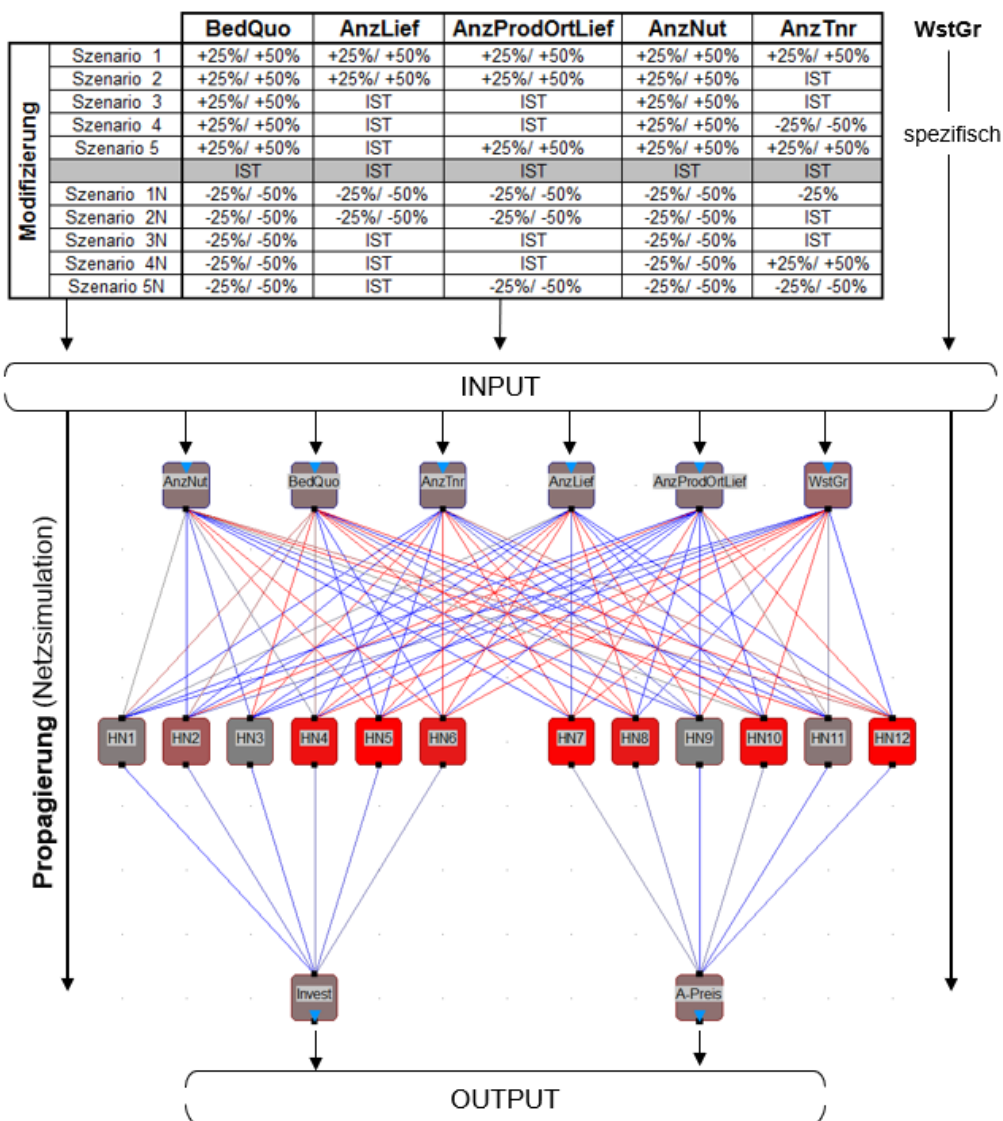 BedQuo AnzLief AnzProdOrtLief AnzNut AnzTnr WstGr
Szenario 1 +25%/ +50% +25%/ +50% +25%/ +50% +25%/ +50% +25%/ +50%
Szenario 2 +25%/ +50% +25%/ +50% +25%/ +50% +25%/ +50% IST
Szenario 3 +25%/ +50% IST IST +25%/ +50% IST
Szenario 4 +25%/ +50% IST IST +25%/ +50% -25%/ -50%
Szenario 5 +25%/ +50% IST +25%/ +50% +25%/ +50% +25%/ +50%
IST IST IST IST IST
Szenario 1N -25%/ -50% -25%/ -50% -25%/ -50% -25%/ -50% -25%
Szenario 2N -25%/ -50% -25%/ -50% -25%/ -50% -25%/ -50% IST
Szenario 3N -25%/ -50% IST IST -25%/ -50% IST
Szenario 4N -25%/ -50% IST IST -25%/ -50% +25%/ +50%
Szenario 5N -25%/ -50% IST -25%/ -50% -25%/ -50% -25%/ -50%
Modifizierung
spezifisch
INPUT
AnzNut BedQuo AnzTnr AnzLief AnzProdOrtLief WstGr
Propagierung (Netzsimulation)
HN1 HN2 HN3 HN4 HN5 HN6 HN7 HN8 HN9 HN10 HN11 HN12
Invest A-Preis
OUTPUT